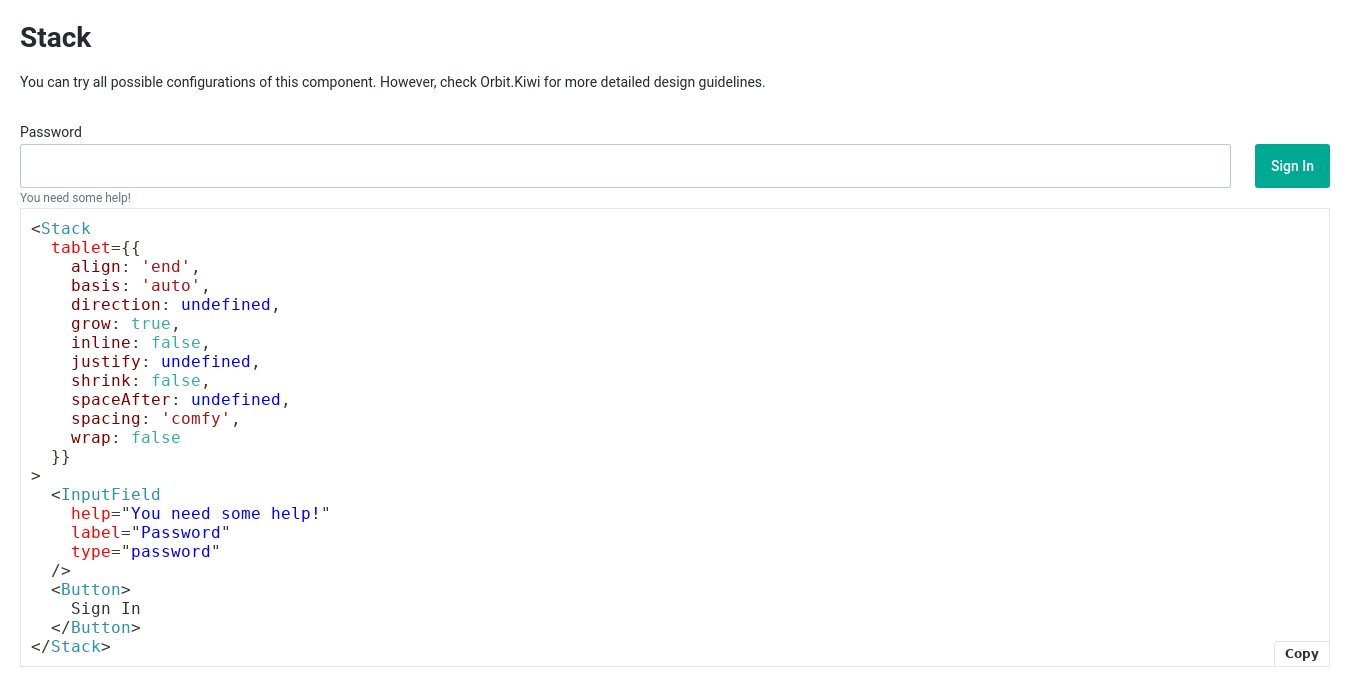 Stack
You can try all possible configurations of this component. However, check Orbit.Kiwi for more detailed design guidelines.
Password
Sign In
You need some help!
<Stack
  tablet={{
    align: 'end',
    basis: 'auto',
    direction: undefined,
    grow: true,
    inline: false,
    justify: undefined,
    shrink: false,
    spaceAfter: undefined,
    spacing: 'comfy',
    wrap: false
  }}
>
  <InputField
    help="You need some help!"
    label="Password"
    type="password"
  />
  <Button>
    Sign In
  </Button>
</Stack>
Copy